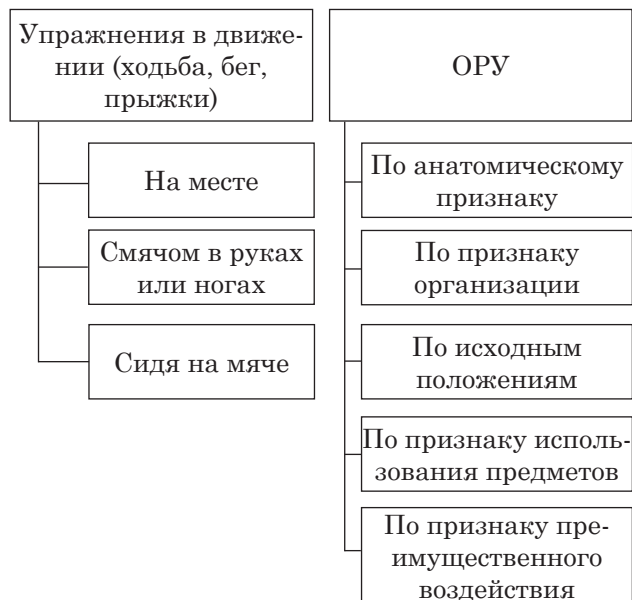 Упражнения в движе-
нии (ходьба, бег,
прыжки)
На месте
Смячом в руках
или ногах
Сидя на мяче
ОРУ
По анатомическому
признаку
По признаку
организации
По исходным
положениям
По признаку исполь-
зования предметов
По признаку пре-
имущественного
воздействия